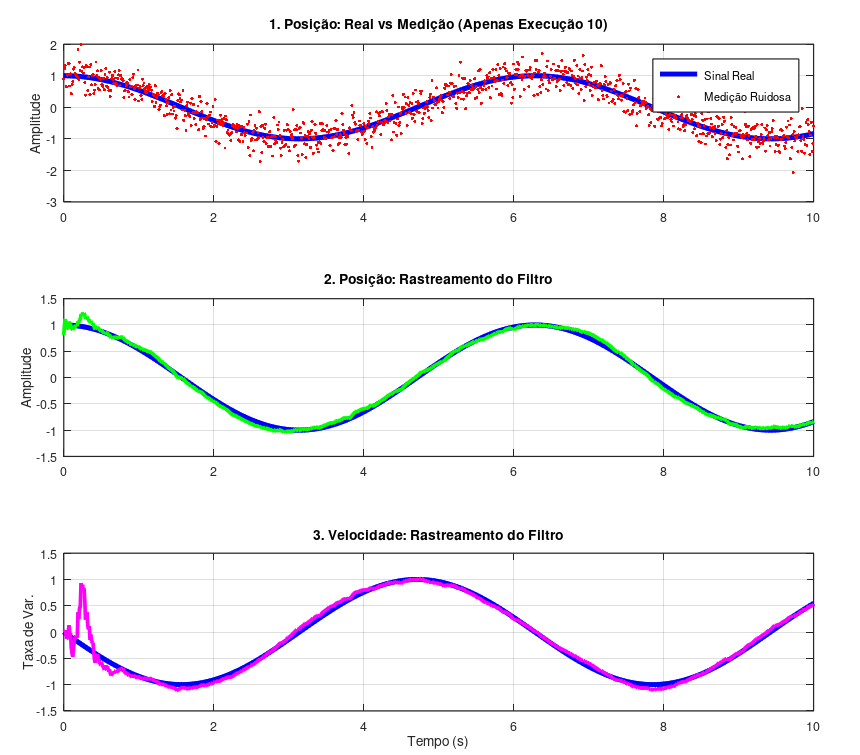 1. Posição: Real vs Medição (Apenas Execução 10)
2
1
0
-1
-2
-3
Amplitude
Sinal Real
Medição Ruidosa
0 2 4 6 8 10
2. Posição: Rastreamento do Filtro
1.5
1
0.5
0
-0.5
-1
-1.5
Amplitude
0 2 4 6 8 10
3. Velocidade: Rastreamento do Filtro
1.5
1
0.5
0
-0.5
-1
-1.5
Taxa de Var.
0 2 4 6 8 10
Tempo (s)